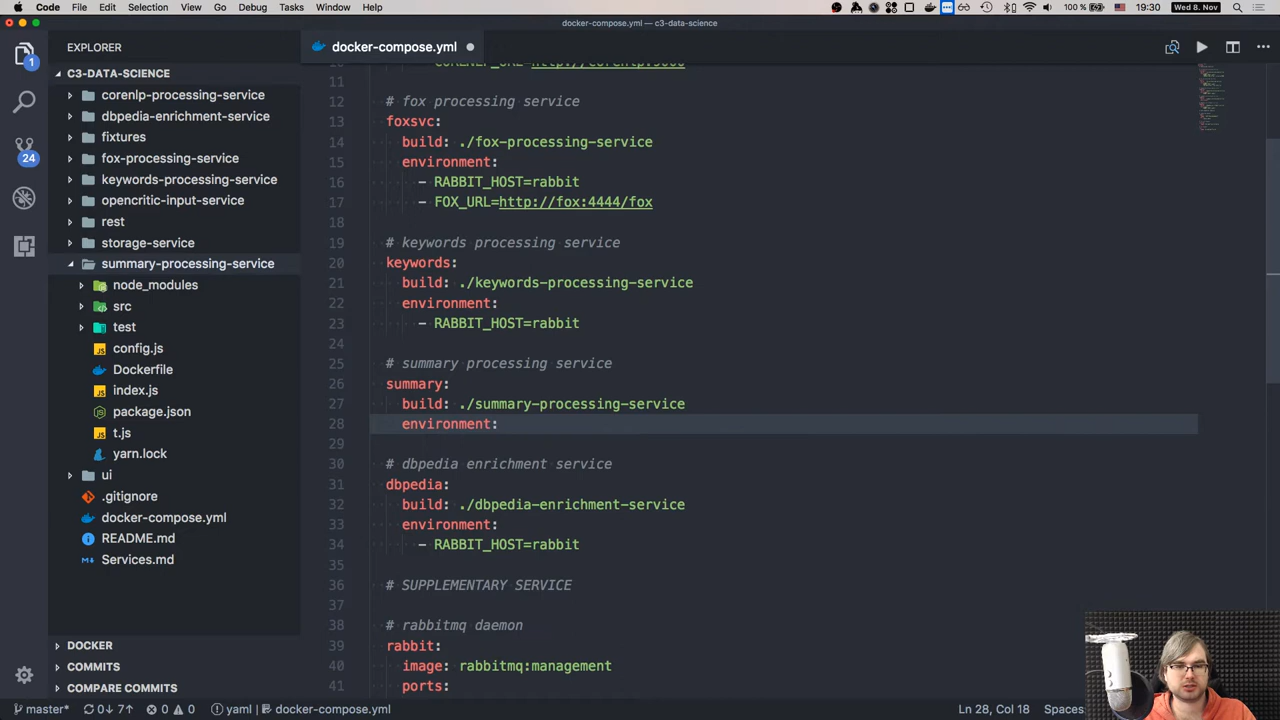 Code File Edit Selection View Go Debug Tasks Window Help
100 % 19:30 Wed 8. Nov
docker-compose.yml — c3-data-science
EXPLORER
docker-compose.yml
C3-DATA-SCIENCE
corenlp-processing-service
dbpedia-enrichment-service
fixtures
fox-processing-service
keywords-processing-service
opencritic-input-service
rest
storage-service
summary-processing-service
node_modules
src
test
config.js
Dockerfile
index.js
package.json
t.js
yarn.lock
ui
.gitignore
docker-compose.yml
README.md
Services.md
DOCKER
COMMITS
COMPARE COMMITS
1
24
11
12 # fox processing service
13 foxsvc:
14 build: ./fox-processing-service
15 environment:
16 - RABBIT_HOST=rabbit
17 - FOX_URL=http://fox:4444/fox
18
19 # keywords processing service
20 keywords:
21 build: ./keywords-processing-service
22 environment:
23 - RABBIT_HOST=rabbit
24
25 # summary processing service
26 summary:
27 build: ./summary-processing-service
28 environment:
29
30 # dbpedia enrichment service
31 dbpedia:
32 build: ./dbpedia-enrichment-service
33 environment:
34 - RABBIT_HOST=rabbit
35
36 # SUPPLEMENTARY SERVICE
37
38 # rabbitmq daemon
39 rabbit:
40 image: rabbitmq:management
41 ports:
master* 0↓ 7↑ 0 0 yaml docker-compose.yml Ln 28, Col 18 Spaces